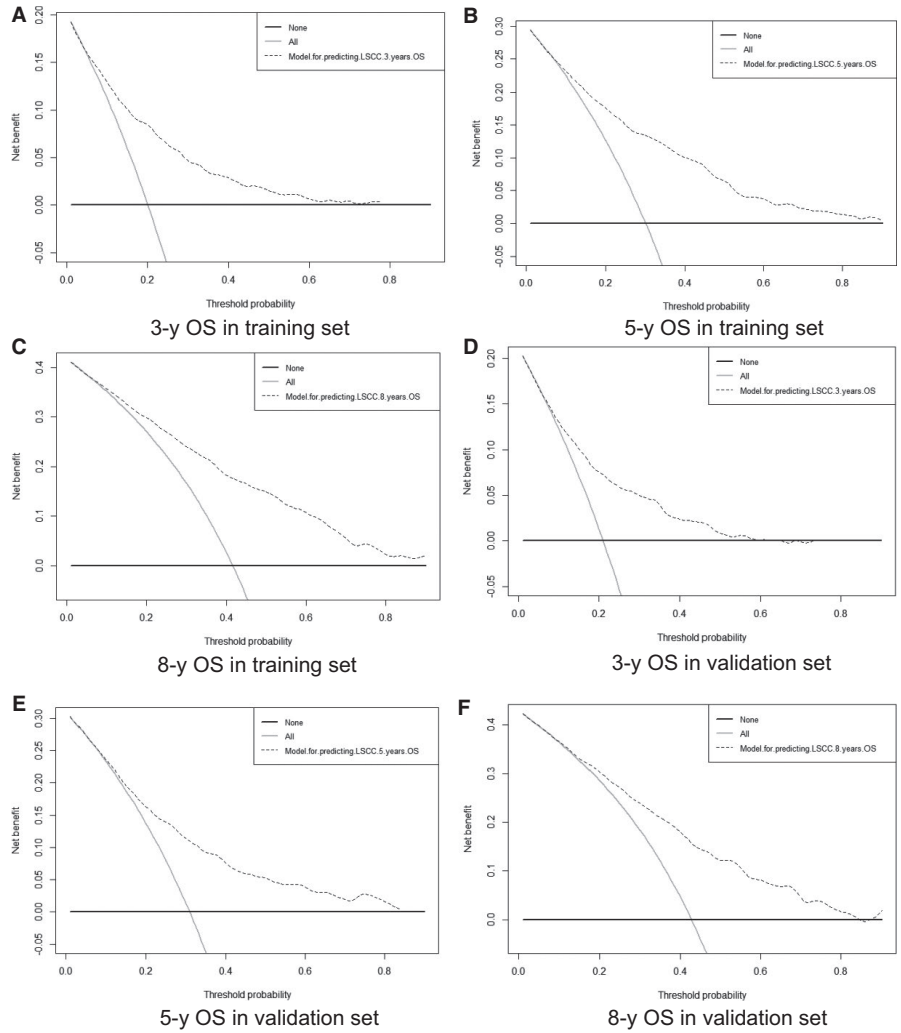 A
None
All
Model.for.predicting.LSCC.3.years.OS
Net benefit
0.20
0.15
0.10
0.05
0.00
-0.05
0.0 0.2 0.4 0.6 0.8
Threshold probability
3-y OS in training set
B
None
All
Model.for.predicting.LSCC.5.years.OS
Net benefit
0.30
0.25
0.20
0.15
0.10
0.05
0.00
-0.05
0.0 0.2 0.4 0.6 0.8
Threshold probability
5-y OS in training set
C
None
All
Model.for.predicting.LSCC.8.years.OS
Net benefit
0.4
0.3
0.2
0.1
0.0
0.0 0.2 0.4 0.6 0.8
Threshold probability
8-y OS in training set
D
None
All
Model.for.predicting.LSCC.3.years.OS
Net benefit
0.20
0.15
0.10
0.05
0.00
-0.05
0.0 0.2 0.4 0.6 0.8
Threshold probability
3-y OS in validation set
E
None
All
Model.for.predicting.LSCC.5.years.OS
Net benefit
0.30
0.25
0.20
0.15
0.10
0.05
0.00
-0.05
0.0 0.2 0.4 0.6 0.8
Threshold probability
5-y OS in validation set
F
None
All
Model.for.predicting.LSCC.8.years.OS
Net benefit
0.4
0.3
0.2
0.1
0.0
0.0 0.2 0.4 0.6 0.8
Threshold probability
8-y OS in validation set